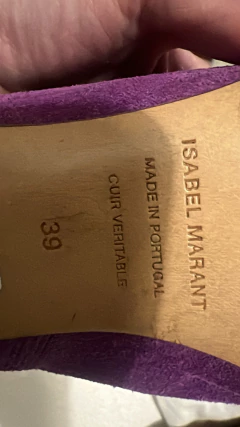 ISABEL MARANT
MADE IN PORTUGAL
CUIR VERITABLE
39